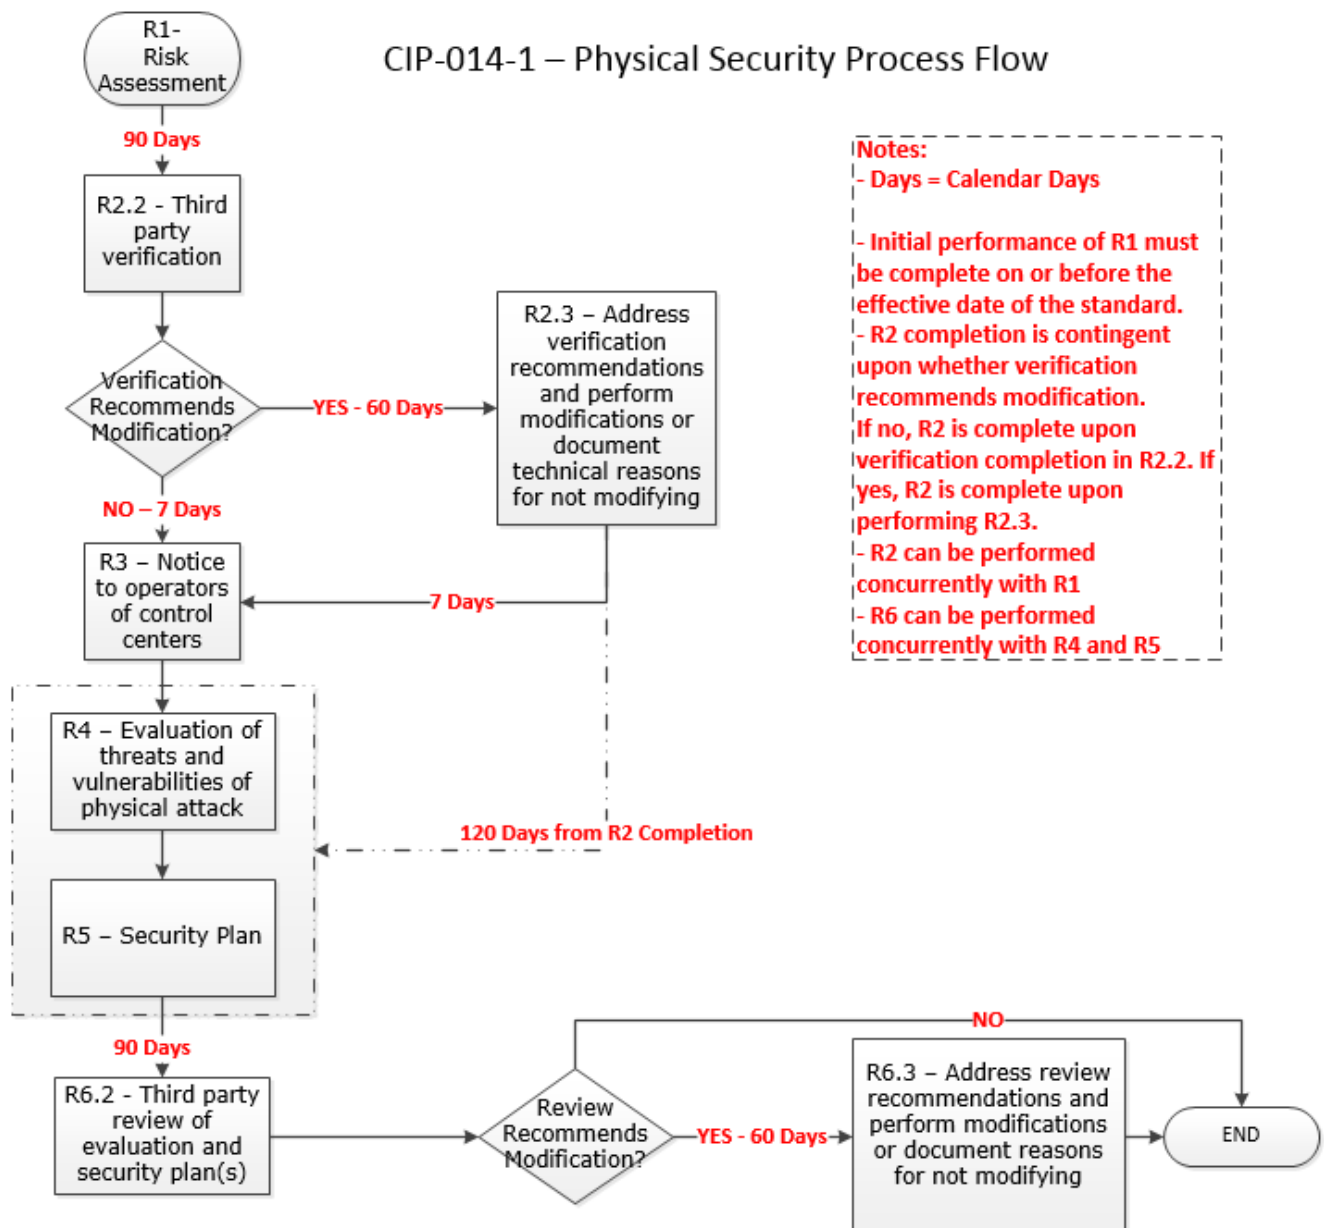 R1-
Risk
Assessment
CIP-014-1 – Physical Security Process Flow
90 Days
R2.2 - Third
party
verification
Notes:
- Days = Calendar Days
- Initial performance of R1 must
be complete on or before the
effective date of the standard.
- R2 completion is contingent
upon whether verification
recommends modification.
If no, R2 is complete upon
verification completion in R2.2. If
yes, R2 is complete upon
performing R2.3.
- R2 can be performed
concurrently with R1
- R6 can be performed
concurrently with R4 and R5
Verification
Recommends
Modification?
YES - 60 Days
R2.3 – Address
verification
recommendations
and perform
modifications or
document
technical reasons
for not modifying
NO – 7 Days
R3 – Notice
to operators
of control
centers
7 Days
R4 – Evaluation of
threats and
vulnerabilities of
physical attack
120 Days from R2 Completion
R5 – Security Plan
90 Days
R6.2 - Third party
review of
evaluation and
security plan(s)
Review
Recommends
Modification?
NO
YES - 60 Days
R6.3 – Address review
recommendations and
perform modifications
or document reasons
for not modifying
END